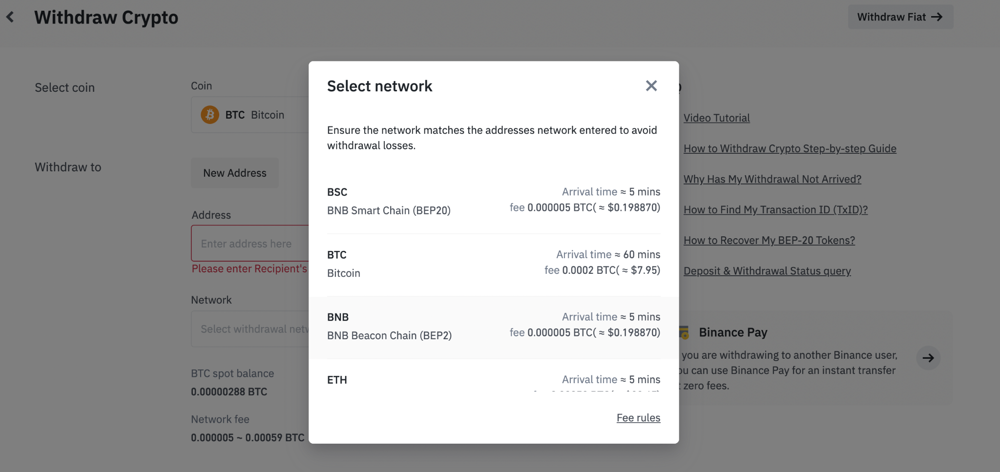 Withdraw Crypto
Withdraw Fiat →
Select coin
Coin
BTC Bitcoin
Withdraw to
New Address
Address
Enter address here
Please enter Recipient's
Network
Select withdrawal
BTC spot balance
0.00000288 BTC
Network fee
0.000005 ~ 0.00059 BTC
Select network
Ensure the network matches the addresses network entered to avoid
withdrawal losses.
BSC
Arrival time ≈ 5 mins
BNB Smart Chain (BEP20)
fee 0.000005 BTC( ≈ $0.198870)
BTC
Arrival time ≈ 60 mins
Bitcoin
fee 0.0002 BTC( ≈ $7.95)
BNB
Arrival time ≈ 5 mins
BNB Beacon Chain (BEP2)
fee 0.000005 BTC( ≈ $0.198870)
ETH
Arrival time ≈ 5 mins
Fee rules
Video Tutorial
How to Withdraw Crypto Step-by-step Guide
Why Has My Withdrawal Not Arrived?
How to Find My Transaction ID (TxID)?
How to Recover My BEP-20 Tokens?
Deposit & Withdrawal Status query
Binance Pay
you are withdrawing to another Binance user,
can use Binance Pay for an instant transfer
zero fees.